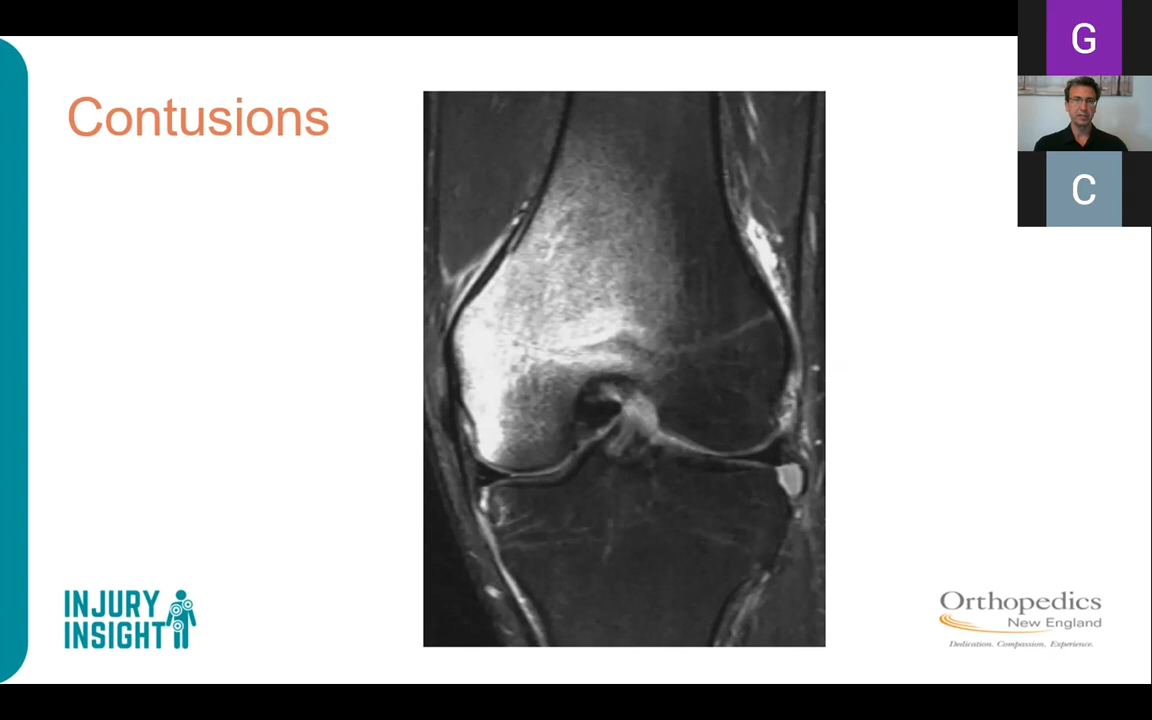 Contusions
G
C
INJURY
INSIGHT
Orthopedics
New England
Dedication. Compassion. Experience.